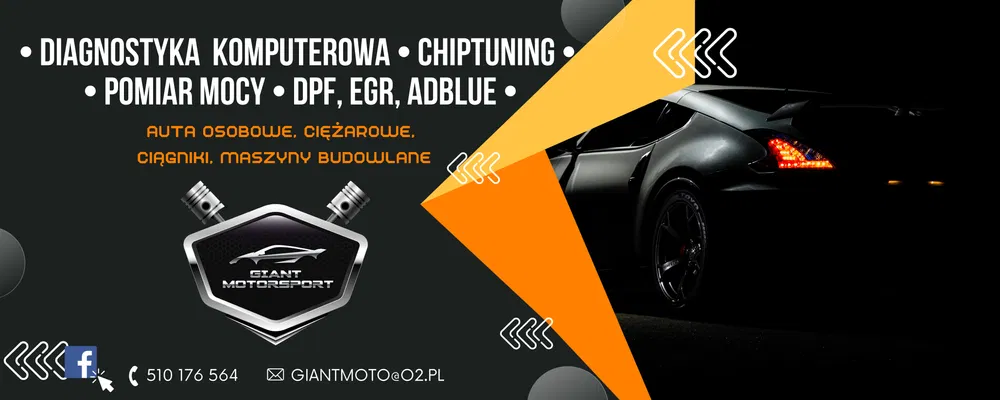 • DIAGNOSTYKA KOMPUTEROWA • CHIPTUNING •
• POMIAR MOCY • DPF, EGR, ADBLUE •
AUTA OSOBOWE, CIĘŻAROWE,
CIĄGNIKI, MASZYNY BUDOWLANE
GIANT
MOTORSPORT
f
510 176 564
GIANTMOTO@O2.PL